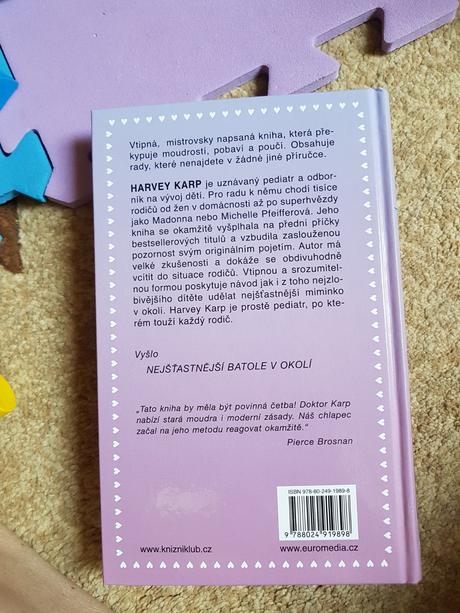 Vtipná, mistrovsky napsaná kniha, která pře-
kypuje moudrostí, pobaví a poučí. Obsahuje
rady, které nenajdete v žádné jiné příručce.
HARVEY KARP je uznávaný pediatr a odbor-
ník na vývoj dětí. Pro radu k němu chodí tisíce
rodičů od žen v domácnosti až po superhvězdy
jako Madonna nebo Michelle Pfeifferová. Jeho
kniha se okamžitě vyšplhala na přední příčky
bestsellerových titulů a vzbudila zaslouženou
pozornost svým originálním pojetím. Autor má
velké zkušenosti a dokáže se obdivuhodně
vcítit do situace rodičů. Vtipnou a srozumitel-
nou formou poskytuje návod jak i z toho nejzlo-
bivějšího dítěte udělat nejšťastnější miminko
v okolí. Harvey Karp je prostě pediatr, po kte-
rém touží každý rodič.
Vyšlo
NEJŠŤASTNĚJŠÍ BATOLE V OKOLÍ
„Tato kniha by měla být povinná četba! Doktor Karp
nabízí stará moudra i moderní zásady. Náš chlapec
začal na jeho metodu reagovat okamžitě."
Pierce Brosnan
ISBN 978-80-249-1989-8
9 788024 919898
www.knizniklub.cz
www.euromedia.cz